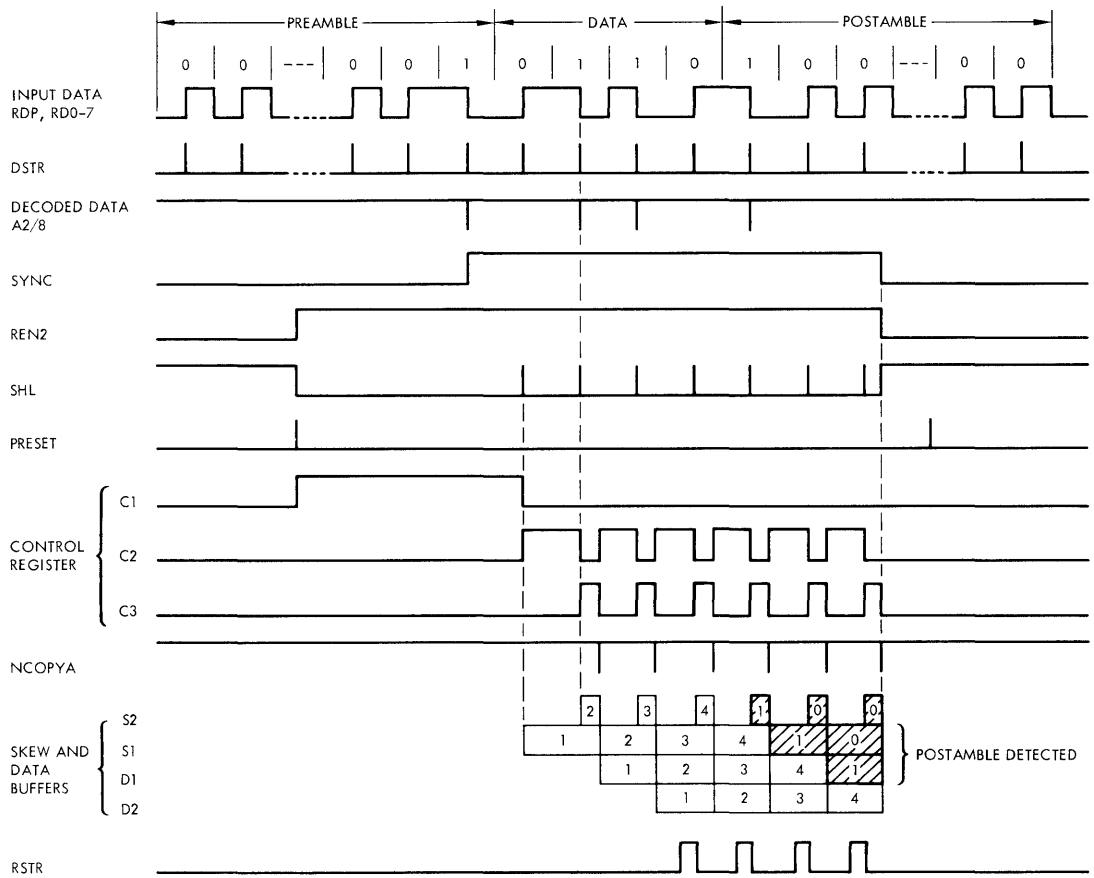 PREAMBLE DATA POSTAMBLE
0 0 --- 0 0 1 0 1 1 0 1 0 0 --- 0 0
INPUT DATA
RDP, RD0-7
DSTR
DECODED DATA
A2/8
SYNC
REN2
SHL
PRESET
CONTROL
REGISTER
C1
C2
C3
NCOPYA
SKEW AND
DATA
BUFFERS
S2 2 3 4 1 0 0
S1 1 2 3 4 1 0
D1 1 2 3 4 1
D2 1 2 3 4
POSTAMBLE DETECTED
RSTR